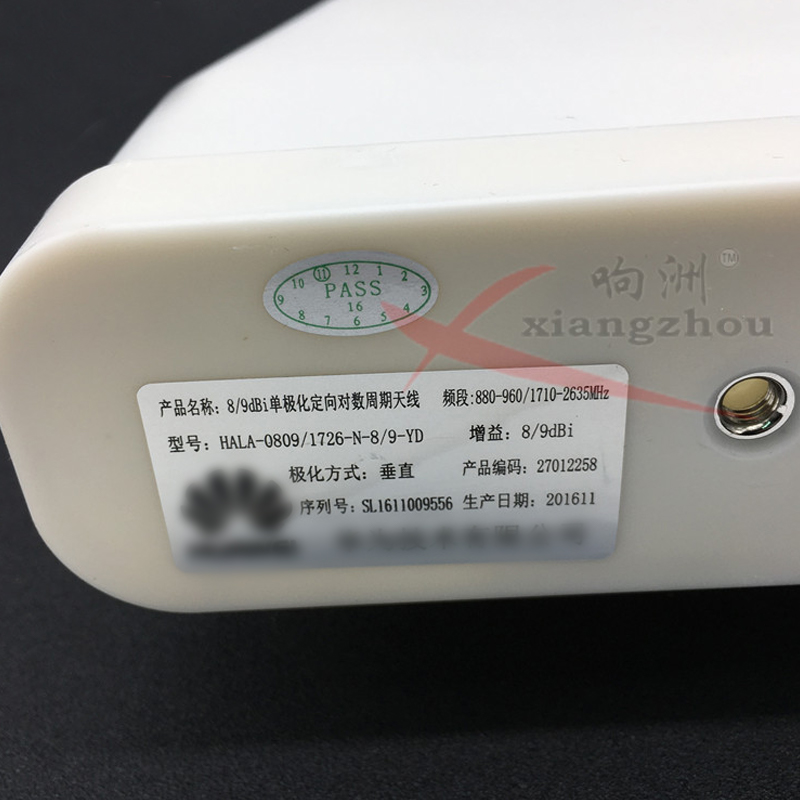 11 12 1
10 2
PASS
9 3
16
8 4
7 6 5
响洲 TM
xiangzhou
产品名称: 8/9dBi单极化定向对数周期天线 频段:880-960/1710-2635MHz
型号: HALA-0809/1726-N-8/9-YD 增益: 8/9dBi
极化方式: 垂直 产品编码: 27012258
序列号: SL1611009556 生产日期: 201611